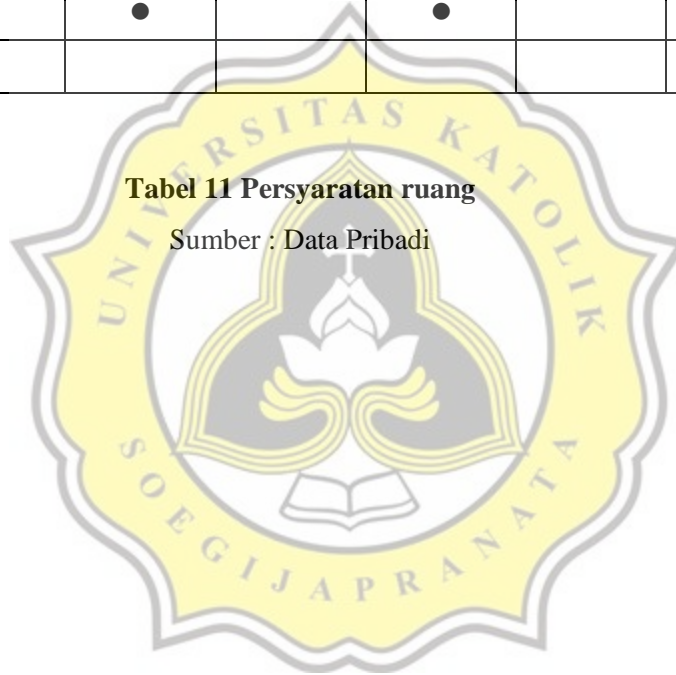 ● ●
Tabel 11 Persyaratan ruang
Sumber : Data Pribadi
UNIVERSITAS KATOLIK
SOEGIJAPRANATA